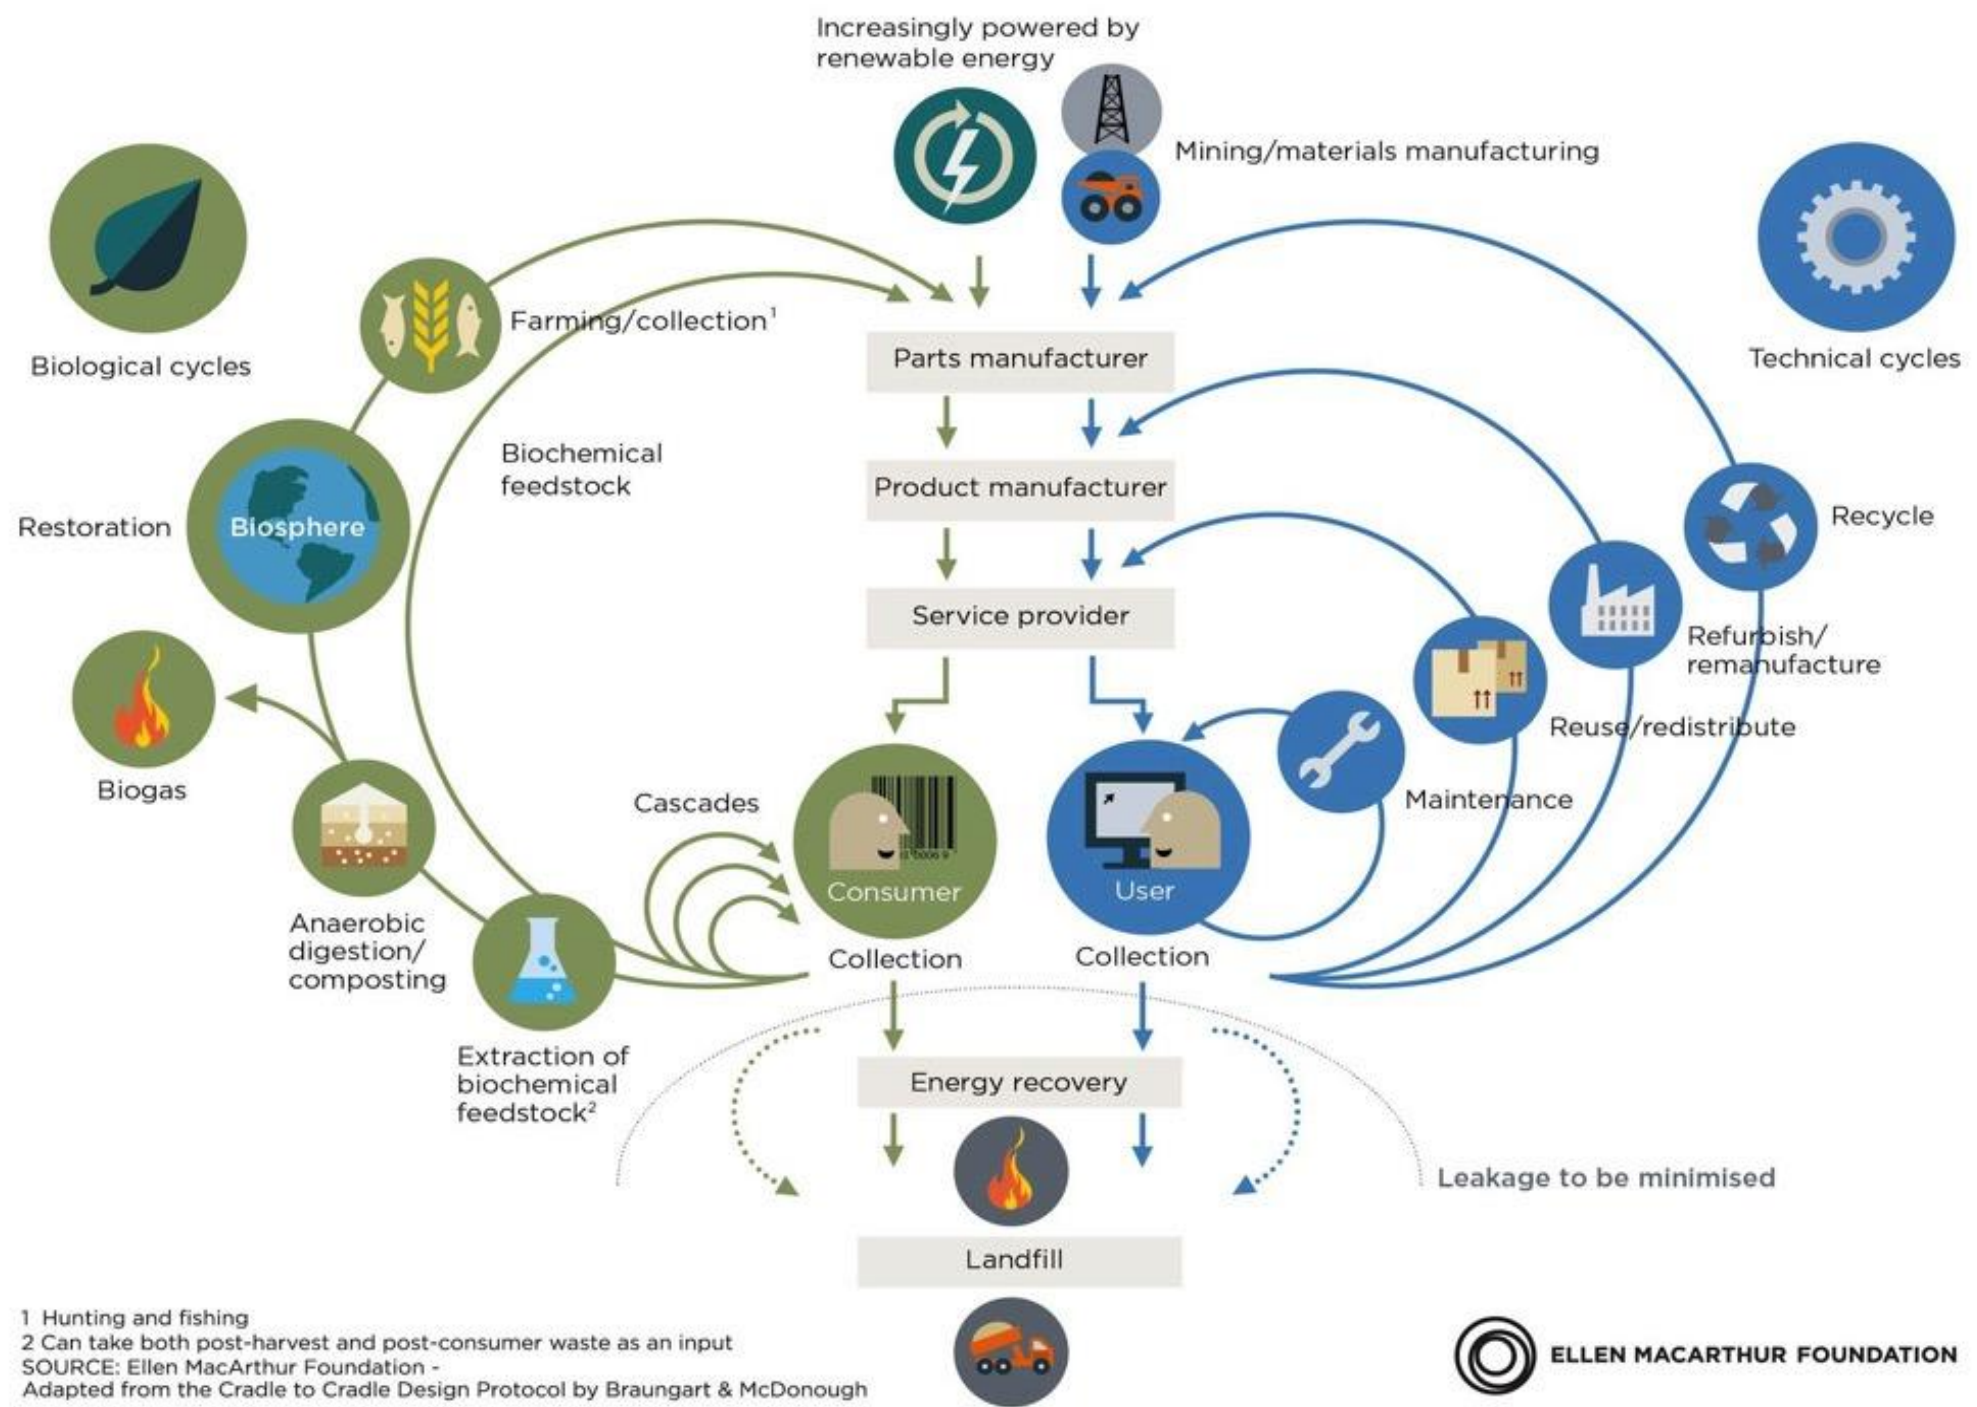 Increasingly powered by
renewable energy
Mining/materials manufacturing
Biological cycles
Technical cycles
Farming/collection¹
Parts manufacturer
Biochemical
feedstock
Product manufacturer
Restoration
Biosphere
Recycle
Service provider
Refurbish/
remanufacture
Reuse/redistribute
Biogas
Cascades
Maintenance
Consumer
User
Anaerobic
digestion/
composting
Collection
Collection
Extraction of
biochemical
feedstock²
Energy recovery
Leakage to be minimised
Landfill
1 Hunting and fishing
2 Can take both post-harvest and post-consumer waste as an input
SOURCE: Ellen MacArthur Foundation -
Adapted from the Cradle to Cradle Design Protocol by Braungart & McDonough
ELLEN MACARTHUR FOUNDATION